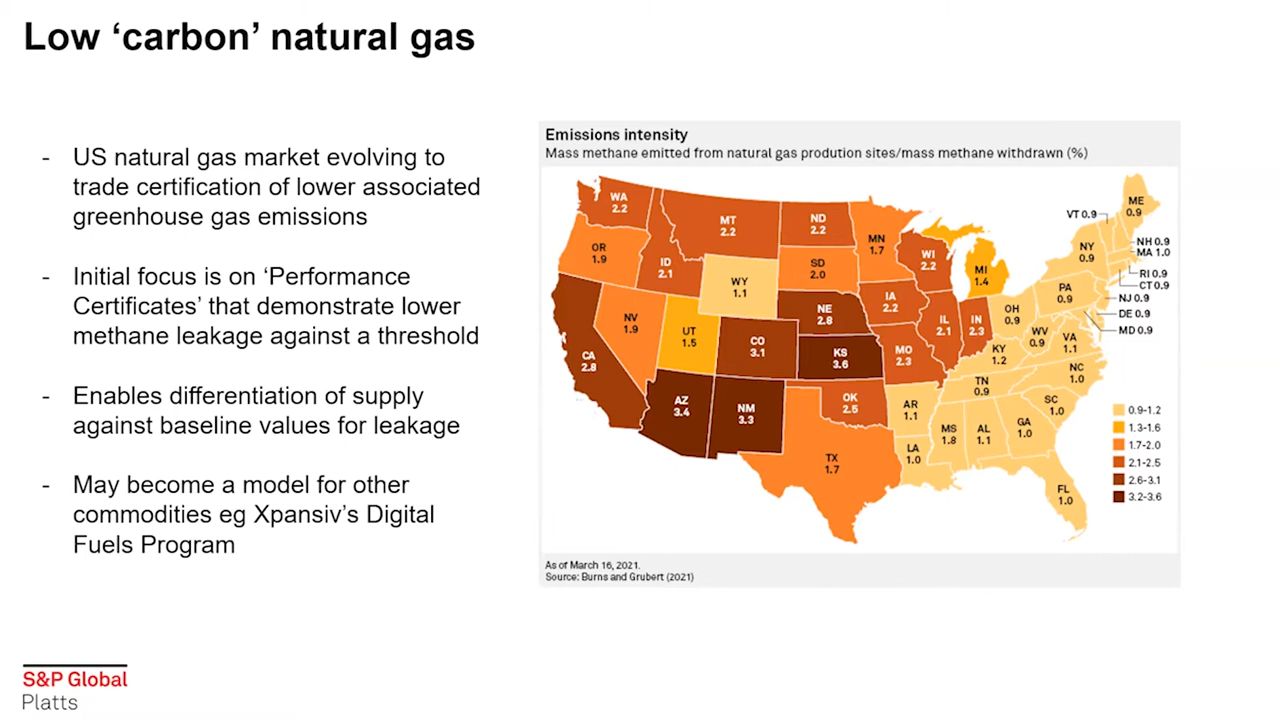 Low ‘carbon’ natural gas
- US natural gas market evolving to
trade certification of lower associated
greenhouse gas emissions
- Initial focus is on ‘Performance
Certificates’ that demonstrate lower
methane leakage against a threshold
- Enables differentiation of supply
against baseline values for leakage
- May become a model for other
commodities eg Xpansiv’s Digital
Fuels Program
Emissions intensity
Mass methane emitted from natural gas prodution sites/mass methane withdrawn (%)
WA
2.2
OR
1.9
CA
2.8
NV
1.9
ID
2.1
MT
2.2
WY
1.1
UT
1.5
AZ
3.4
CO
3.1
NM
3.3
ND
2.2
SD
2.0
NE
2.8
KS
3.6
OK
2.5
TX
1.7
MN
1.7
IA
2.2
MO
2.3
AR
1.1
LA
1.0
WI
2.2
IL
2.1
IN
2.3
MI
1.4
OH
0.9
KY
1.2
TN
0.9
MS
1.8
AL
1.1
GA
1.0
FL
1.0
SC
1.0
NC
1.0
VA
1.1
WV
0.9
PA
0.9
NY
0.9
ME
0.9
VT 0.9
NH 0.9
MA 1.0
RI 0.9
CT 0.9
NJ 0.9
DE 0.9
MD 0.9
0.9-1.2
1.3-1.6
1.7-2.0
2.1-2.5
2.6-3.1
3.2-3.6
As of March 16, 2021.
Source: Burns and Grubert (2021)
S&P Global
Platts